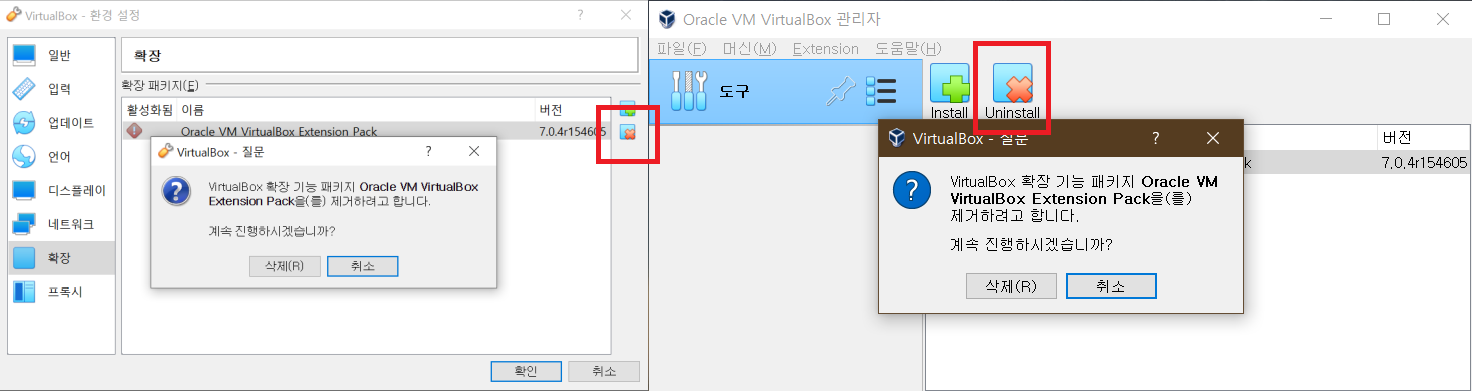 VirtualBox - 환경 설정
일반
입력
업데이트
언어
디스플레이
네트워크
확장
프록시
확장
확장 패키지(E)
활성화됨 이름 버전
Oracle VM VirtualBox Extension Pack 7.0.4r154605
VirtualBox - 질문
VirtualBox 확장 기능 패키지 Oracle VM VirtualBox
Extension Pack을(를) 제거하려고 합니다.
계속 진행하시겠습니까?
삭제(R) 취소
확인 취소
Oracle VM VirtualBox 관리자
파일(F) 머신(M) Extension 도움말(H)
도구
Install Uninstall
버전
7.0.4r154605
VirtualBox - 질문
VirtualBox 확장 기능 패키지 Oracle VM
VirtualBox Extension Pack을(를)
제거하려고 합니다.
계속 진행하시겠습니까?
삭제(R) 취소